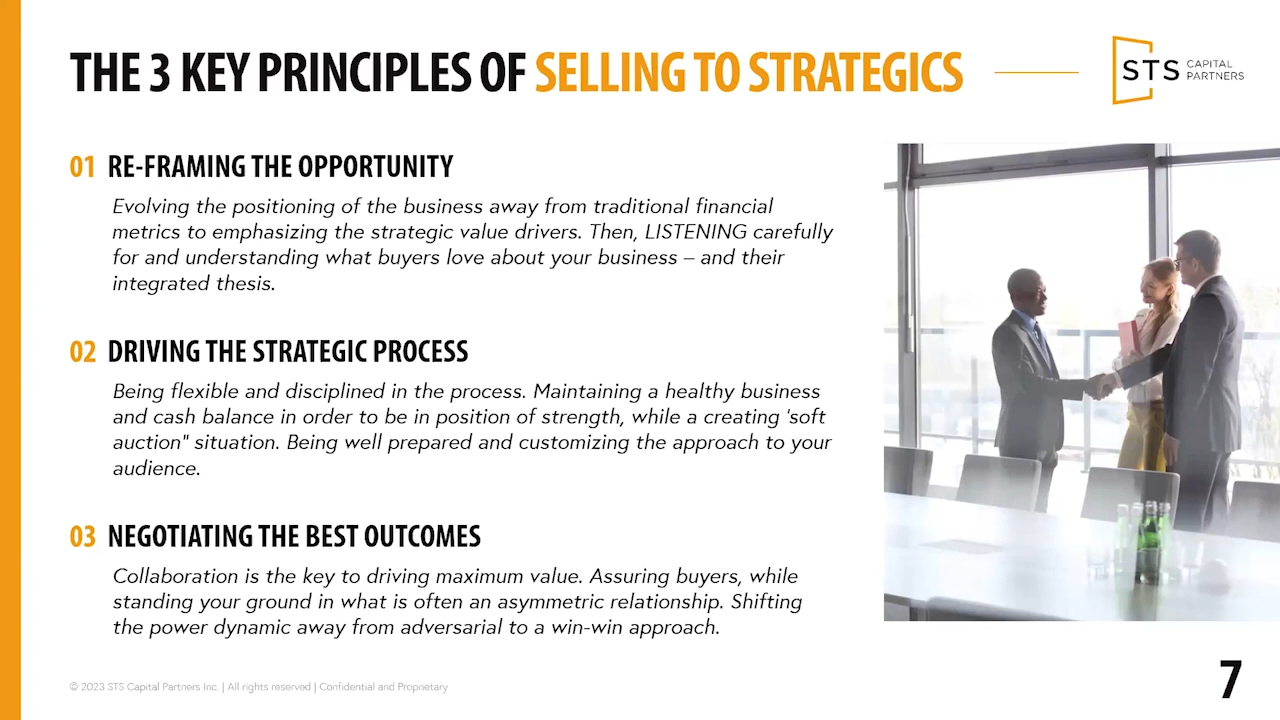 THE 3 KEY PRINCIPLES OF SELLING TO STRATEGICS
STS CAPITAL PARTNERS
01 RE-FRAMING THE OPPORTUNITY
Evolving the positioning of the business away from traditional financial
metrics to emphasizing the strategic value drivers. Then, LISTENING carefully
for and understanding what buyers love about your business – and their
integrated thesis.
02 DRIVING THE STRATEGIC PROCESS
Being flexible and disciplined in the process. Maintaining a healthy business
and cash balance in order to be in position of strength, while a creating 'soft
auction" situation. Being well prepared and customizing the approach to your
audience.
03 NEGOTIATING THE BEST OUTCOMES
Collaboration is the key to driving maximum value. Assuring buyers, while
standing your ground in what is often an asymmetric relationship. Shifting
the power dynamic away from adversarial to a win-win approach.
© 2023 STS Capital Partners Inc. | All rights reserved | Confidential and Proprietary
7